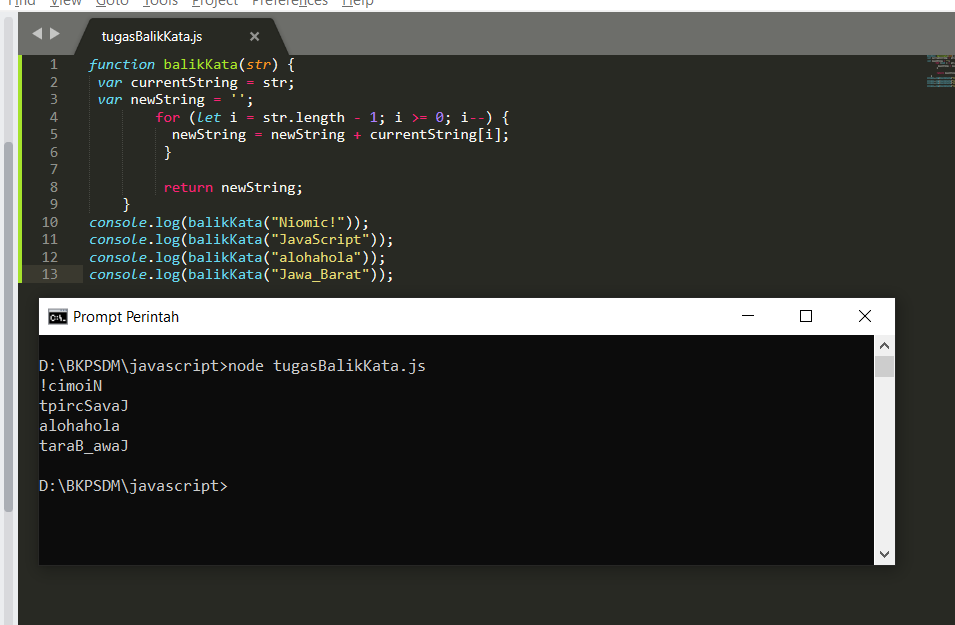 Find View Goto Tools Project Preferences Help
tugasBalikKata.js ×
1 function balikKata(str) {
2 var currentString = str;
3 var newString = '';
4 for (let i = str.length - 1; i >= 0; i--) {
5 newString = newString + currentString[i];
6 }
7
8 return newString;
9 }
10 console.log(balikKata("Niomic!"));
11 console.log(balikKata("JavaScript"));
12 console.log(balikKata("alohahola"));
13 console.log(balikKata("Jawa_Barat"));
C:\. Prompt Perintah
D:\BKPSDM\javascript>node tugasBalikKata.js
!cimoiN
tpircSavaJ
alohahola
taraB_awaJ
D:\BKPSDM\javascript>